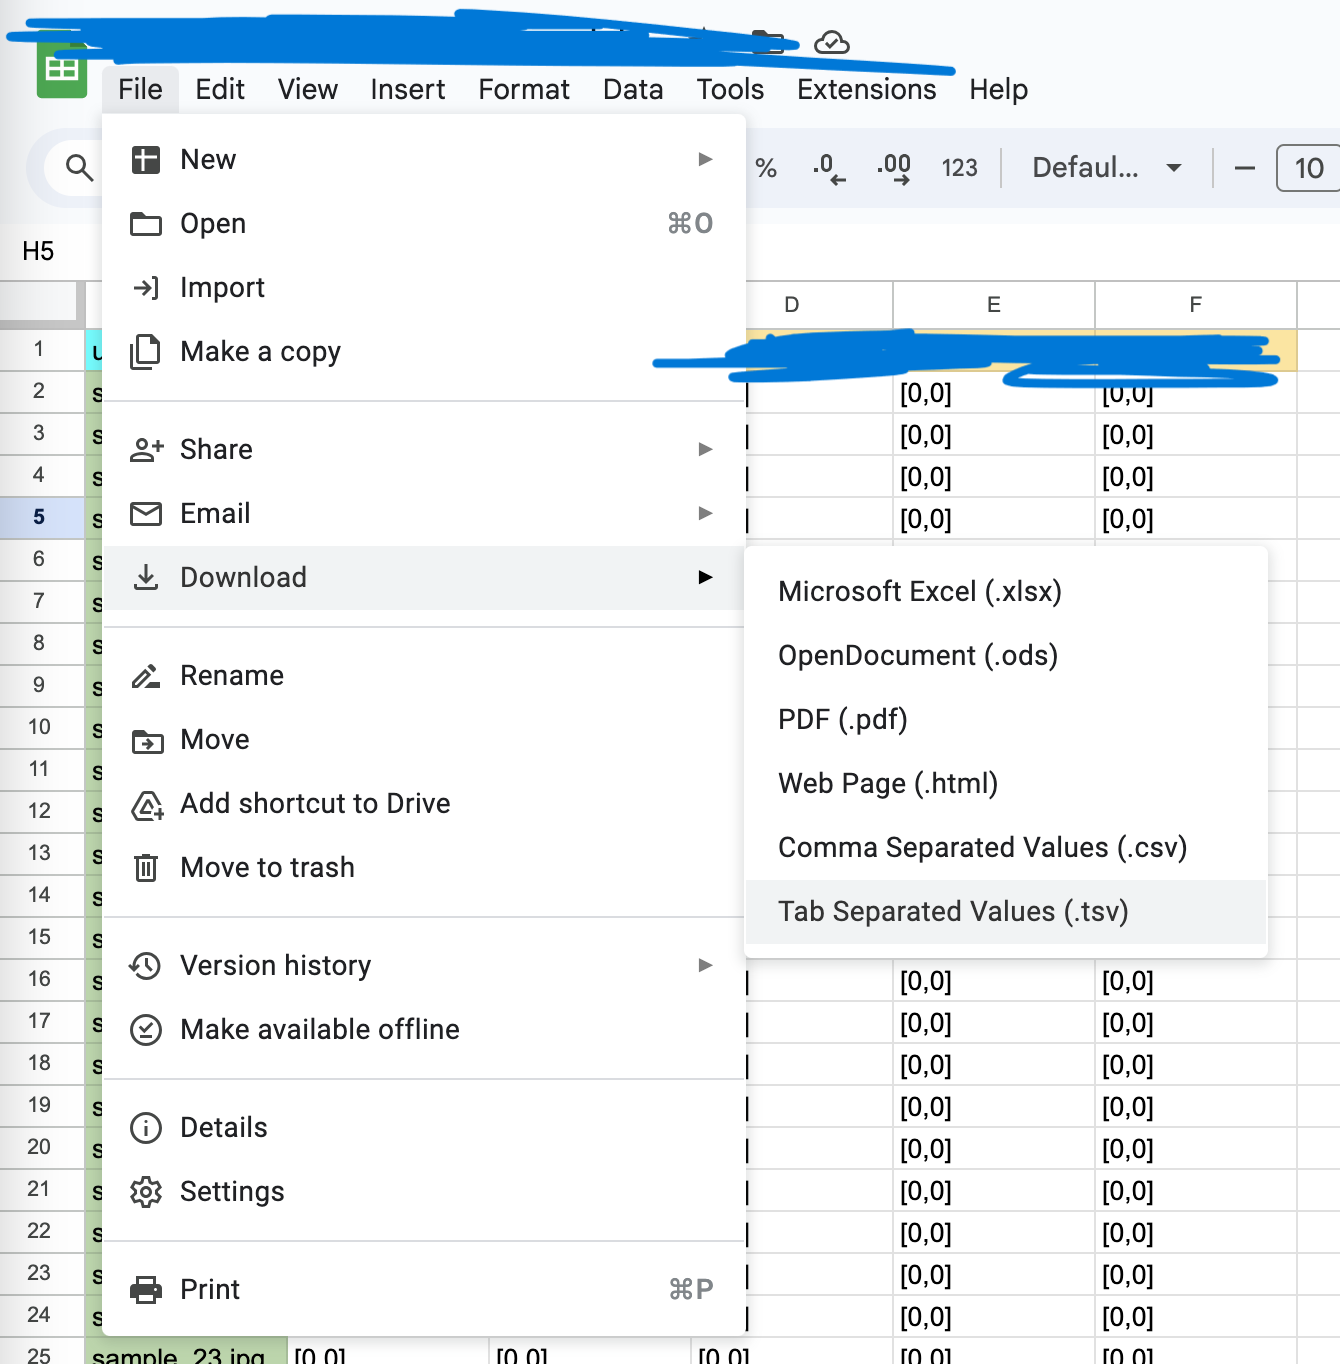 File Edit View Insert Format Data Tools Extensions Help
% .0 .00 123 Defaul... 10
H5
New
Open ⌘O
Import
Make a copy
Share
Email
Download
Rename
Move
Add shortcut to Drive
Move to trash
Version history
Make available offline
Details
Settings
Print ⌘P
Microsoft Excel (.xlsx)
OpenDocument (.ods)
PDF (.pdf)
Web Page (.html)
Comma Separated Values (.csv)
Tab Separated Values (.tsv)
D E F
1 u
2 s ] [0,0] [0,0]
3 s ] [0,0] [0,0]
4 s ] [0,0] [0,0]
5 s ] [0,0] [0,0]
6 s
7 s
8 s
9 s
10 s
11 s
12 s
13 s
14 s
15 s
16 s ] [0,0] [0,0]
17 s ] [0,0] [0,0]
18 s ] [0,0] [0,0]
19 s ] [0,0] [0,0]
20 s ] [0,0] [0,0]
21 s ] [0,0] [0,0]
22 s ] [0,0] [0,0]
23 s ] [0,0] [0,0]
24 s ] [0,0] [0,0]
25 sample_23.jpg [0,0] [0,0] [0,0] [0,0] [0,0]